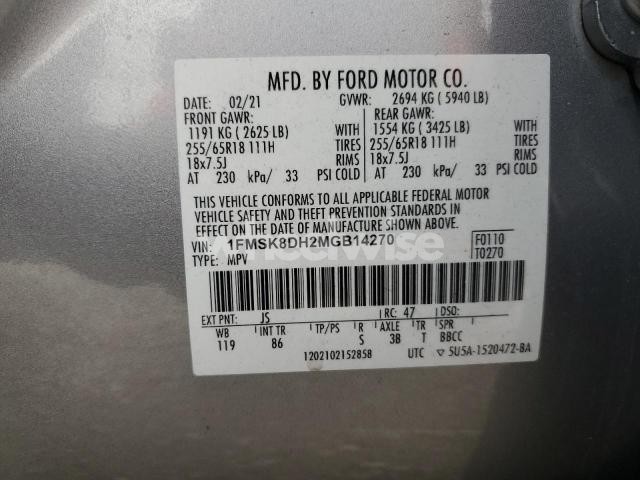 MFD. BY FORD MOTOR CO.
DATE: 02/21 GVWR: 2694 KG ( 5940 LB)
FRONT GAWR: REAR GAWR:
1191 KG ( 2625 LB) WITH 1554 KG ( 3425 LB) WITH
255/65R18 111H TIRES 255/65R18 111H TIRES
18x7.5J RIMS 18x7.5J RIMS
AT 230 kPa/ 33 PSI COLD AT 230 kPa/ 33 PSI COLD
THIS VEHICLE CONFORMS TO ALL APPLICABLE FEDERAL MOTOR
VEHICLE SAFETY AND THEFT PREVENTION STANDARDS IN
EFFECT ON THE DATE OF MANUFACTURE SHOWN ABOVE.
VIN: 1FMSK8DH2MGB14270 F0110
TYPE: MPV T0270
EXT PNT: JS RC: 47 DSO:
WB INT TR TP/PS R AXLE TR SPR
119 86 S 3B T BBCC
1202102152858 UTC ▽ 5U5A-1520472-BA
wheelwise